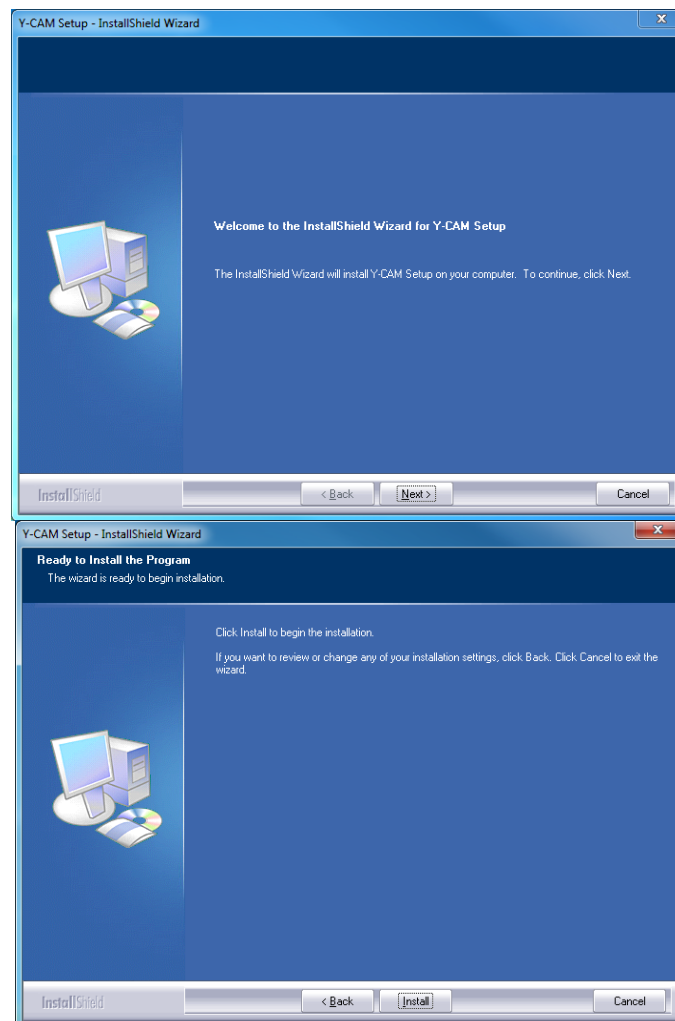 Y-CAM Setup - InstallShield Wizard
Welcome to the InstallShield Wizard for Y-CAM Setup
The InstallShield Wizard will install Y-CAM Setup on your computer. To continue, click Next.
InstallShield
< Back
Next >
Cancel
Y-CAM Setup - InstallShield Wizard
Ready to Install the Program
The wizard is ready to begin installation.
Click Install to begin the installation.
If you want to review or change any of your installation settings, click Back. Click Cancel to exit the
wizard.
InstallShield
< Back
Install
Cancel